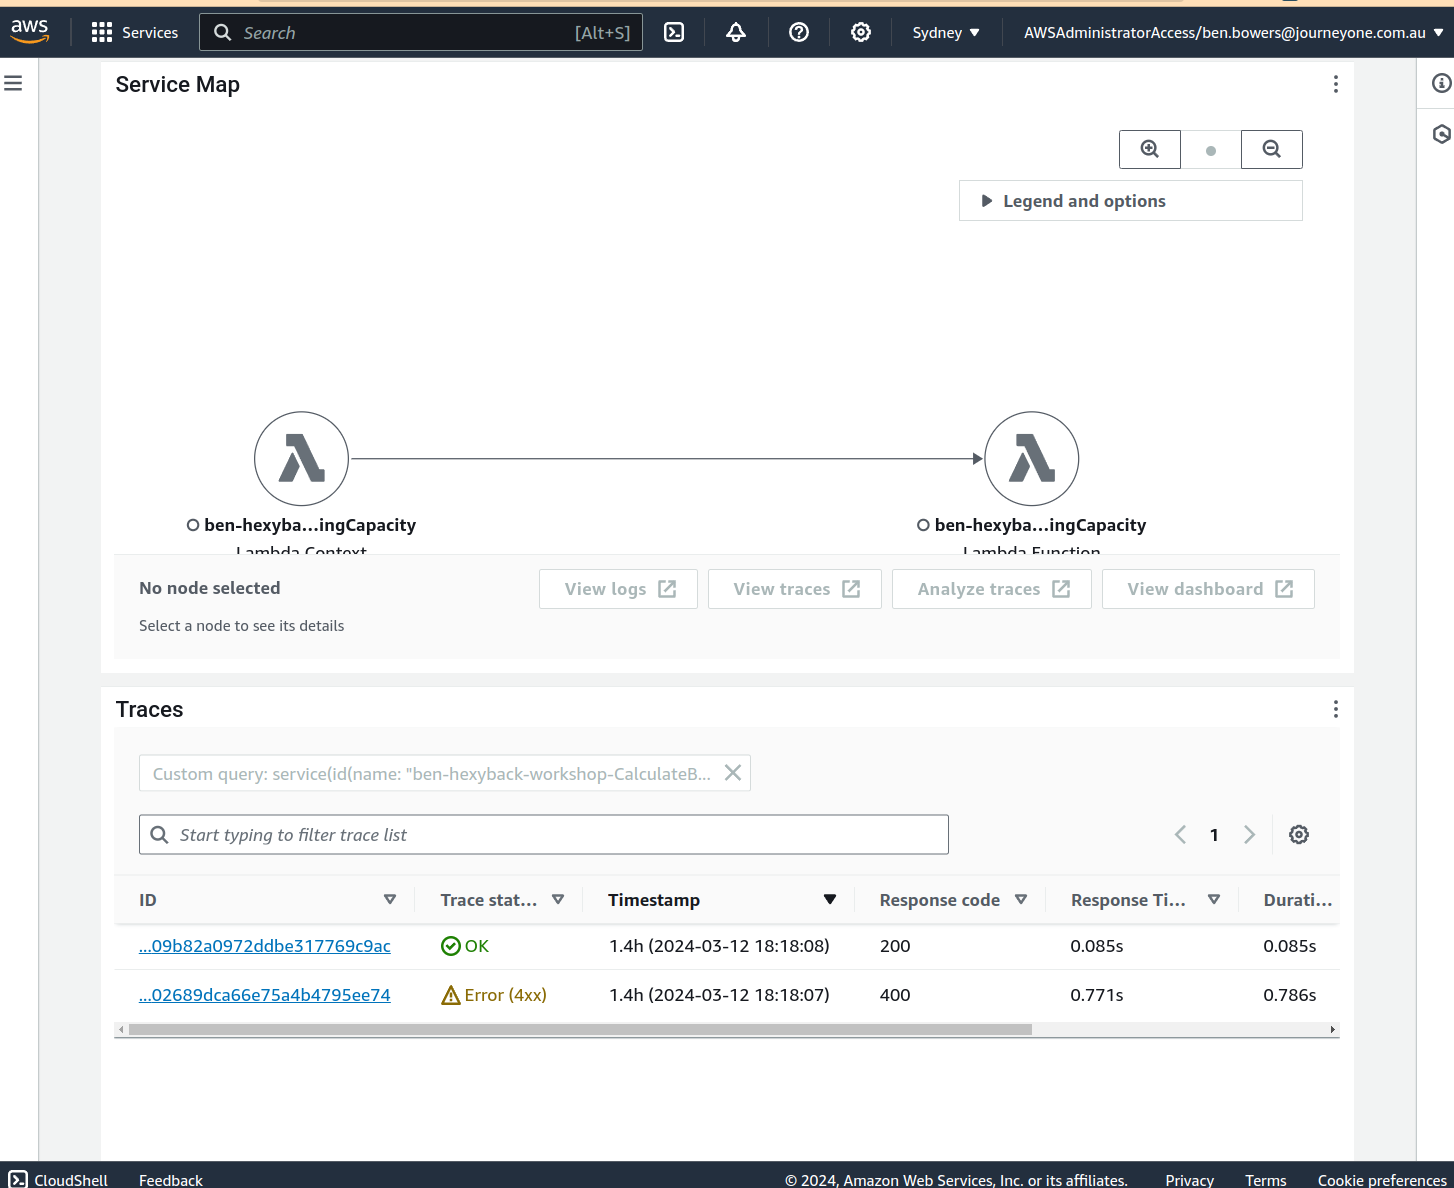 aws
Services
Search [Alt+S]
Sydney
AWSAdministratorAccess/ben.bowers@journeyone.com.au
Service Map
Legend and options
ben-hexyba...ingCapacity
Lambda Context
ben-hexyba...ingCapacity
Lambda Function
No node selected
View logs
View traces
Analyze traces
View dashboard
Select a node to see its details
Traces
Custom query: service(id(name: "ben-hexyback-workshop-CalculateB...
Start typing to filter trace list
1
ID Trace stat... Timestamp Response code Response Ti... Durati...
...09b82a0972ddbe317769c9ac OK 1.4h (2024-03-12 18:18:08) 200 0.085s 0.085s
...02689dca66e75a4b4795ee74 Error (4xx) 1.4h (2024-03-12 18:18:07) 400 0.771s 0.786s
CloudShell Feedback © 2024, Amazon Web Services, Inc. or its affiliates. Privacy Terms Cookie preferences